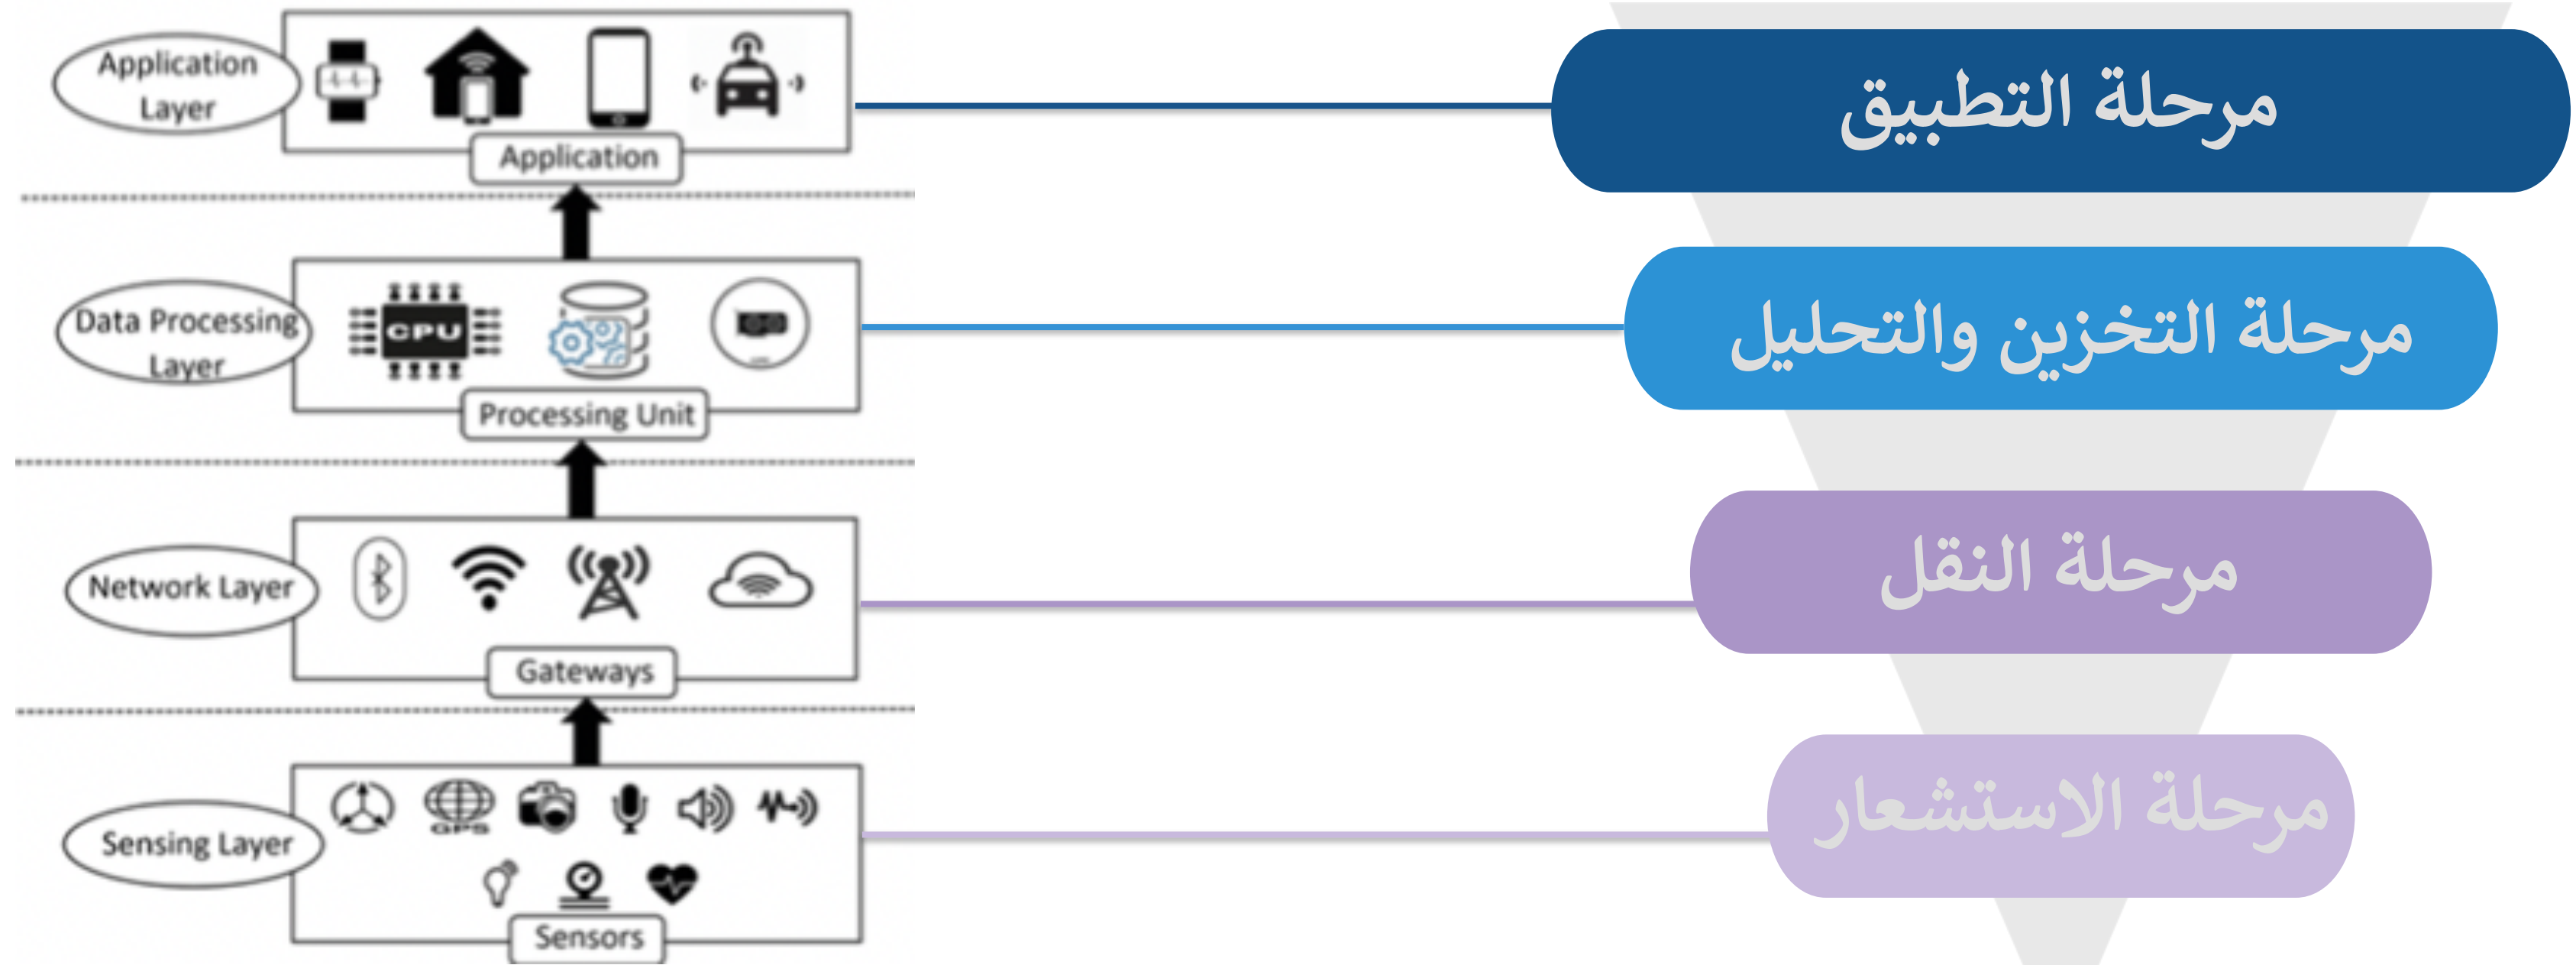 Application
Layer
Application
مرحلة التطبيق
Data Processing
Layer
CPU
Processing Unit
مرحلة التخزين والتحليل
Network Layer
Gateways
مرحلة النقل
GPS
Sensing Layer
Sensors
مرحلة الاستشعار